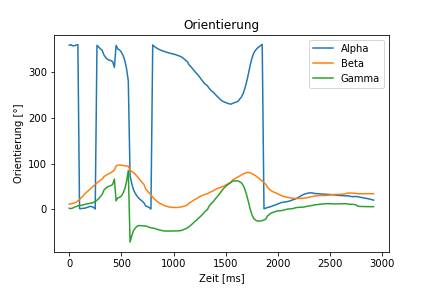 Orientierung
Alpha
Beta
Gamma
Orientierung [°]
300
200
100
0
0
500
1000
1500
2000
2500
3000
Zeit [ms]